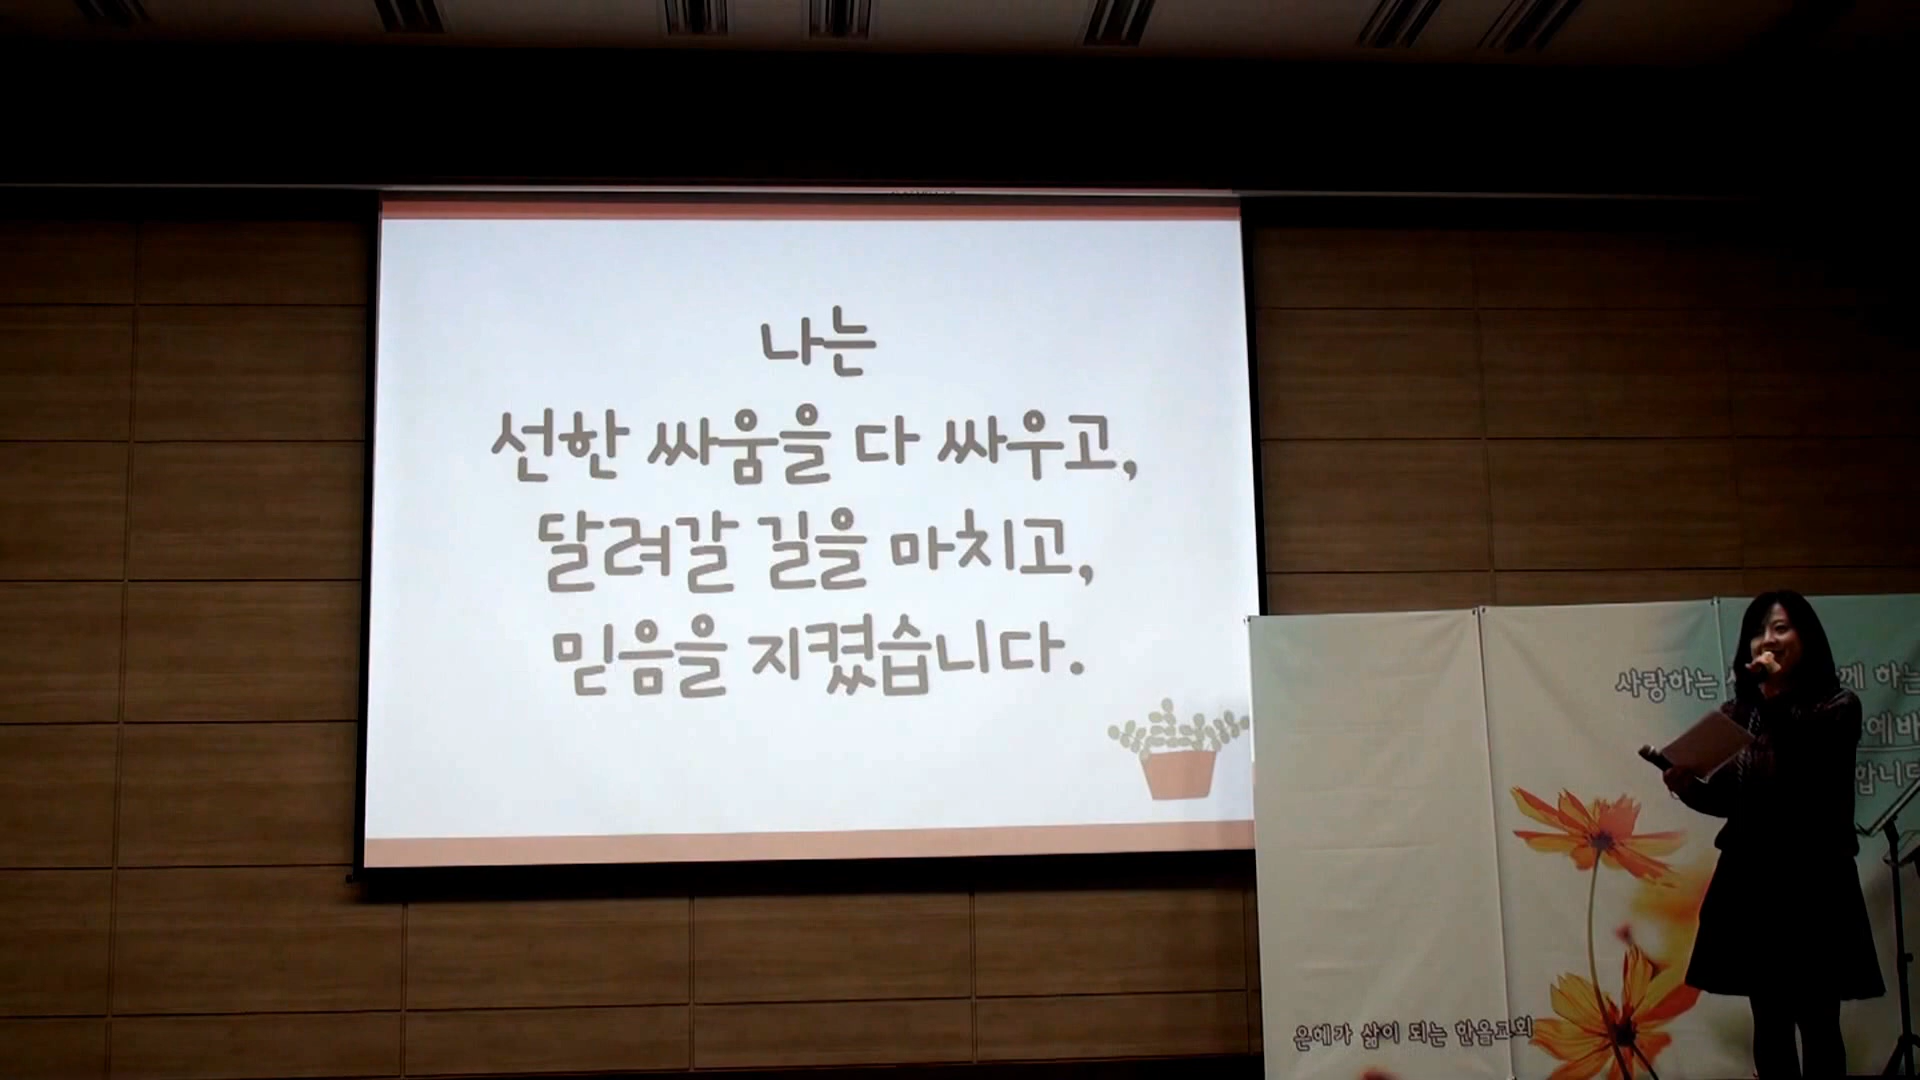 나는
선한 싸움을 다 싸우고,
달려갈 길을 마치고,
믿음을 지켰습니다.
사랑하는 하는
예배
합니다
은혜가 삶이 되는 한울교회